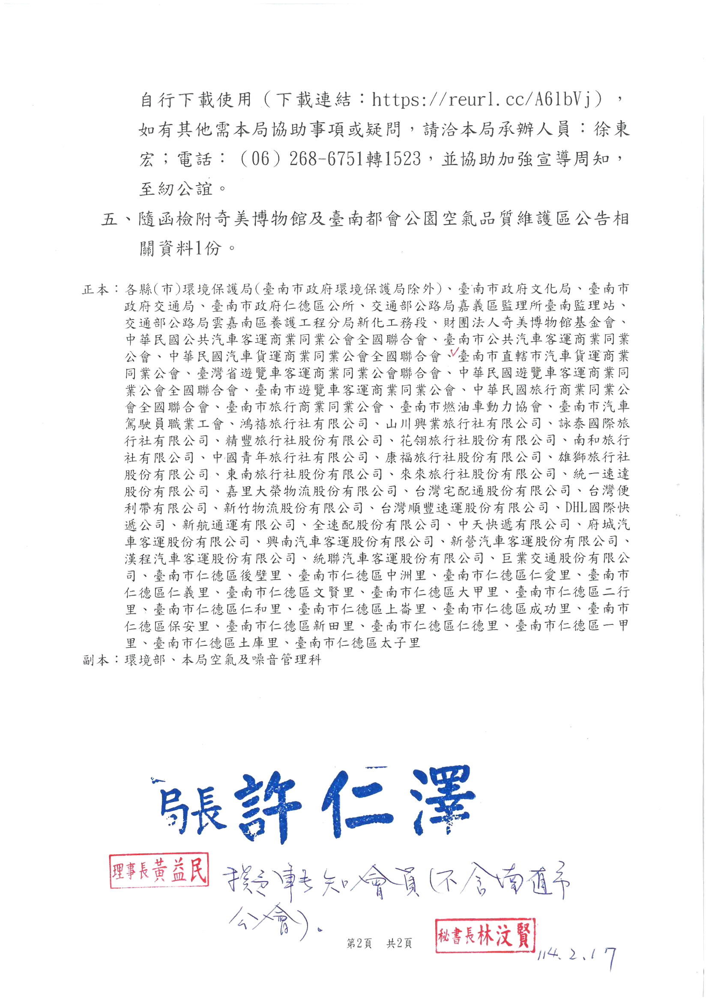 自行下載使用（下載連結：https://reurl.cc/A61bVj），
如有其他需本局協助事項或疑問，請洽本局承辦人員：徐東
宏；電話：（06）268-6751轉1523，並協助加強宣導周知，
至紉公誼。
五、隨函檢附奇美博物館及臺南都會公園空氣品質維護區公告相
關資料1份。
正本：各縣(市)環境保護局(臺南市政府環境保護局除外)、臺南市政府文化局、臺南市
政府交通局、臺南市政府仁德區公所、交通部公路局嘉義區監理所臺南監理站、
交通部公路局雲嘉南區養護工程分局新化工務段、財團法人奇美博物館基金會、
中華民國公共汽車客運商業同業公會全國聯合會、臺南市公共汽車客運商業同業
公會、中華民國汽車貨運商業同業公會全國聯合會、臺南市直轄市汽車貨運商業
同業公會、臺灣省遊覽車客運商業同業公會聯合會、中華民國遊覽車客運商業同
業公會全國聯合會、臺南市遊覽車客運商業同業公會、中華民國旅行商業同業公
會全國聯合會、臺南市旅行商業同業公會、臺南市燃油車動力協會、臺南市汽車
駕駛員職業工會、鴻禧旅行社有限公司、山川興業旅行社有限公司、詠泰國際旅
行社有限公司、精豐旅行社股份有限公司、花翎旅行社股份有限公司、南和旅行
社有限公司、中國青年旅行社有限公司、康福旅行社股份有限公司、雄獅旅行社
股份有限公司、東南旅行社股份有限公司、來來旅行社股份有限公司、統一速達
股份有限公司、嘉里大榮物流股份有限公司、台灣宅配通股份有限公司、台灣便
利帶有限公司、新竹物流股份有限公司、台灣順豐速運股份有限公司、DHL國際快
遞公司、新航通運有限公司、全速配股份有限公司、中天快遞有限公司、府城汽
車客運股份有限公司、興南汽車客運股份有限公司、新營汽車客運股份有限公司、
漢程汽車客運股份有限公司、統聯汽車客運股份有限公司、巨業交通股份有限公
司、臺南市仁德區後壁里、臺南市仁德區中洲里、臺南市仁德區仁愛里、臺南市
仁德區仁義里、臺南市仁德區文賢里、臺南市仁德區大甲里、臺南市仁德區二行
里、臺南市仁德區仁和里、臺南市仁德區上崙里、臺南市仁德區成功里、臺南市
仁德區保安里、臺南市仁德區新田里、臺南市仁德區仁德里、臺南市仁德區一甲
里、臺南市仁德區土庫里、臺南市仁德區太子里
副本：環境部、本局空氣及噪音管理科
局長許仁澤
理事長黃益民
擬予轉知會員(不含南直市
公會)。
第2頁 共2頁
秘書長林汶賢
114.2.17